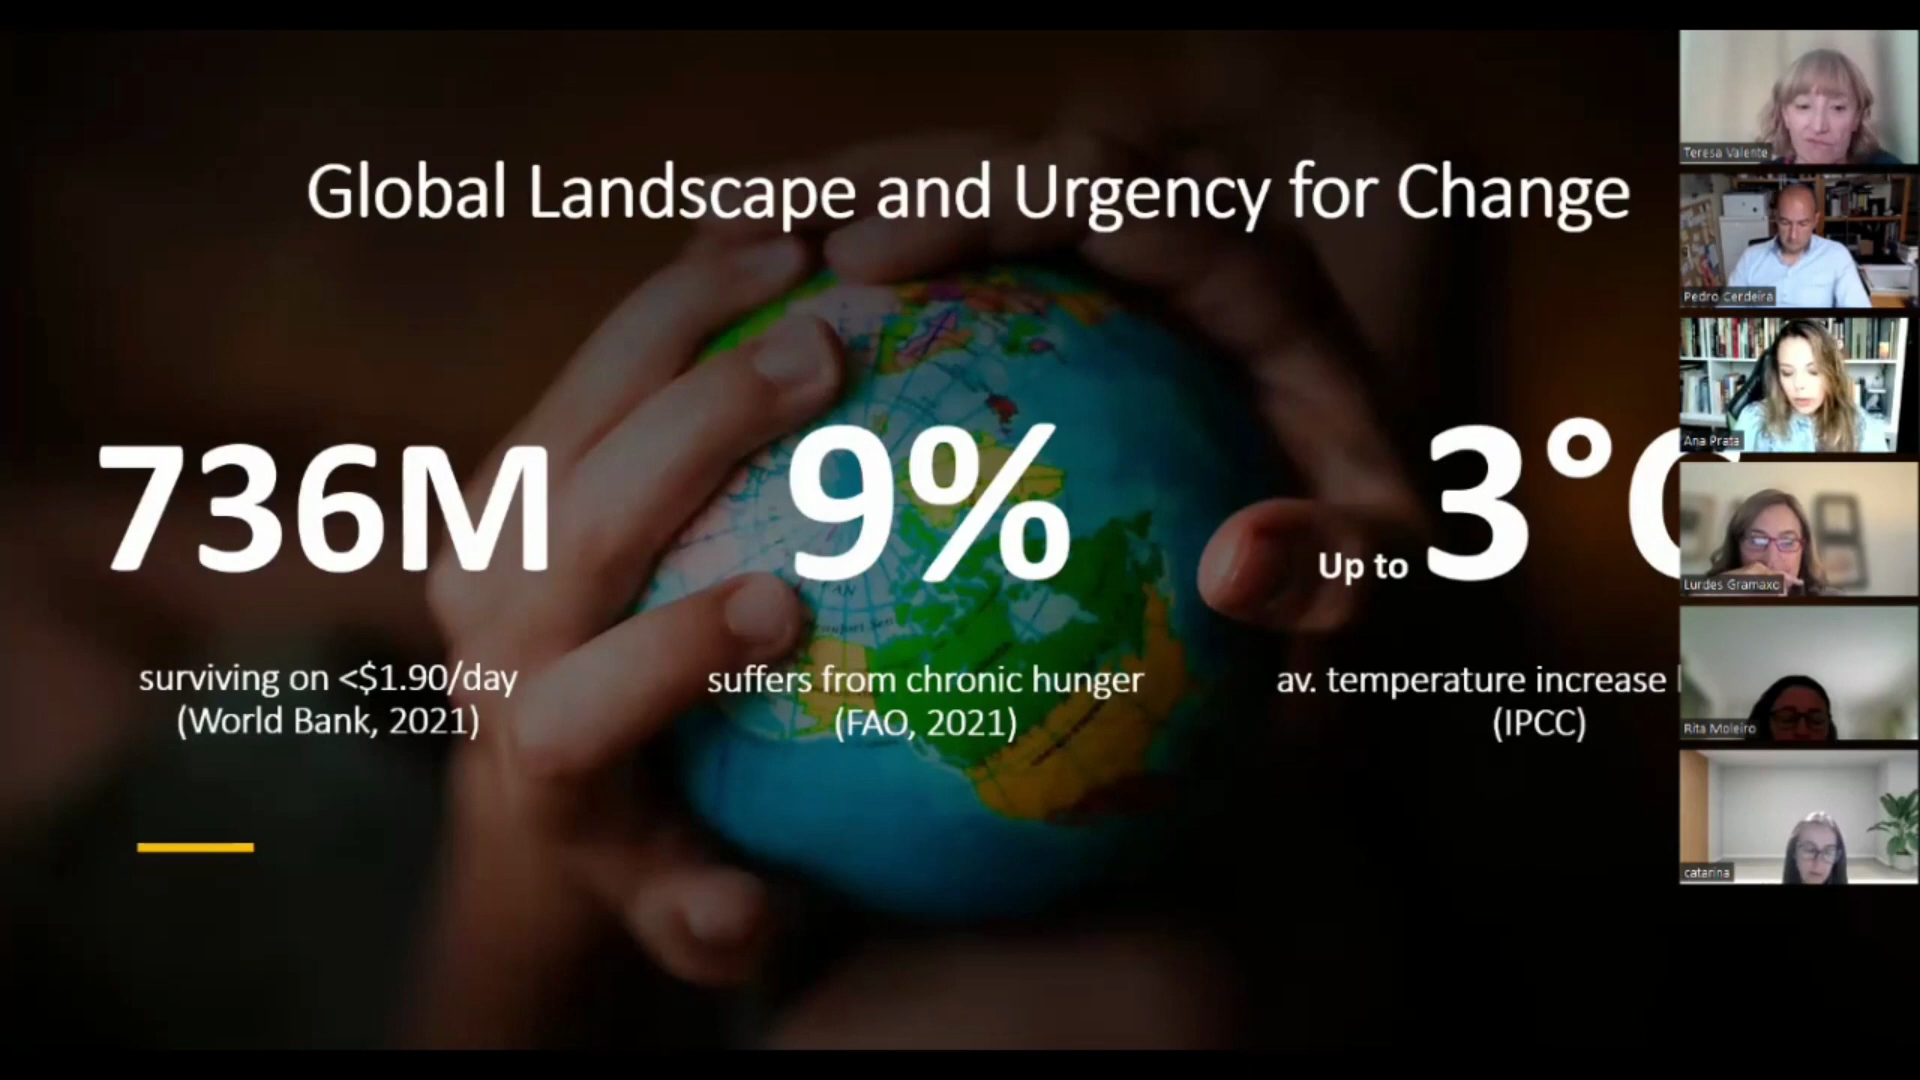 Global Landscape and Urgency for Change
736M
surviving on <$1.90/day
(World Bank, 2021)
9%
suffers from chronic hunger
(FAO, 2021)
Up to 3°C
av. temperature increase
(IPCC)
Teresa Valente
Pedro Cerdeira
Ana Prata
Lurdes Gramaxo
Rita Moleiro
catarina